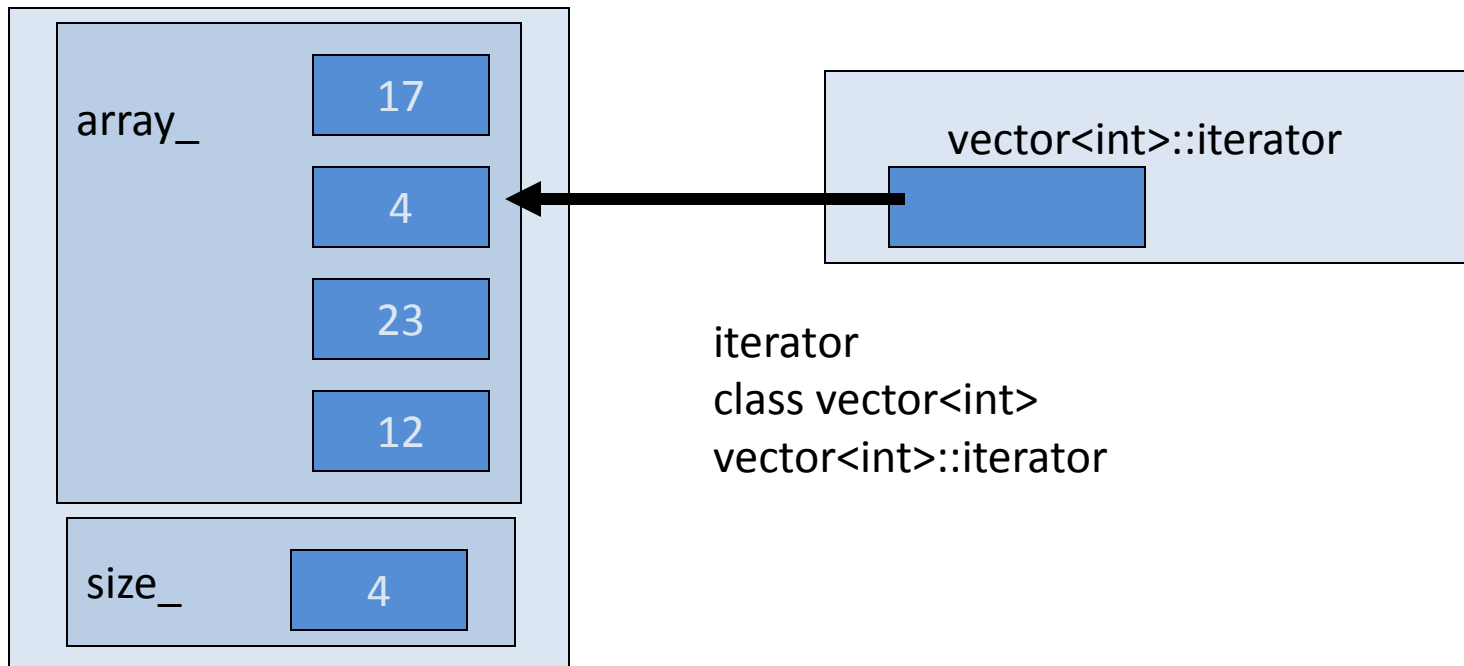 array_
17
4
23
12
size_
4
vector<int>::iterator
iterator
class vector<int>
vector<int>::iterator